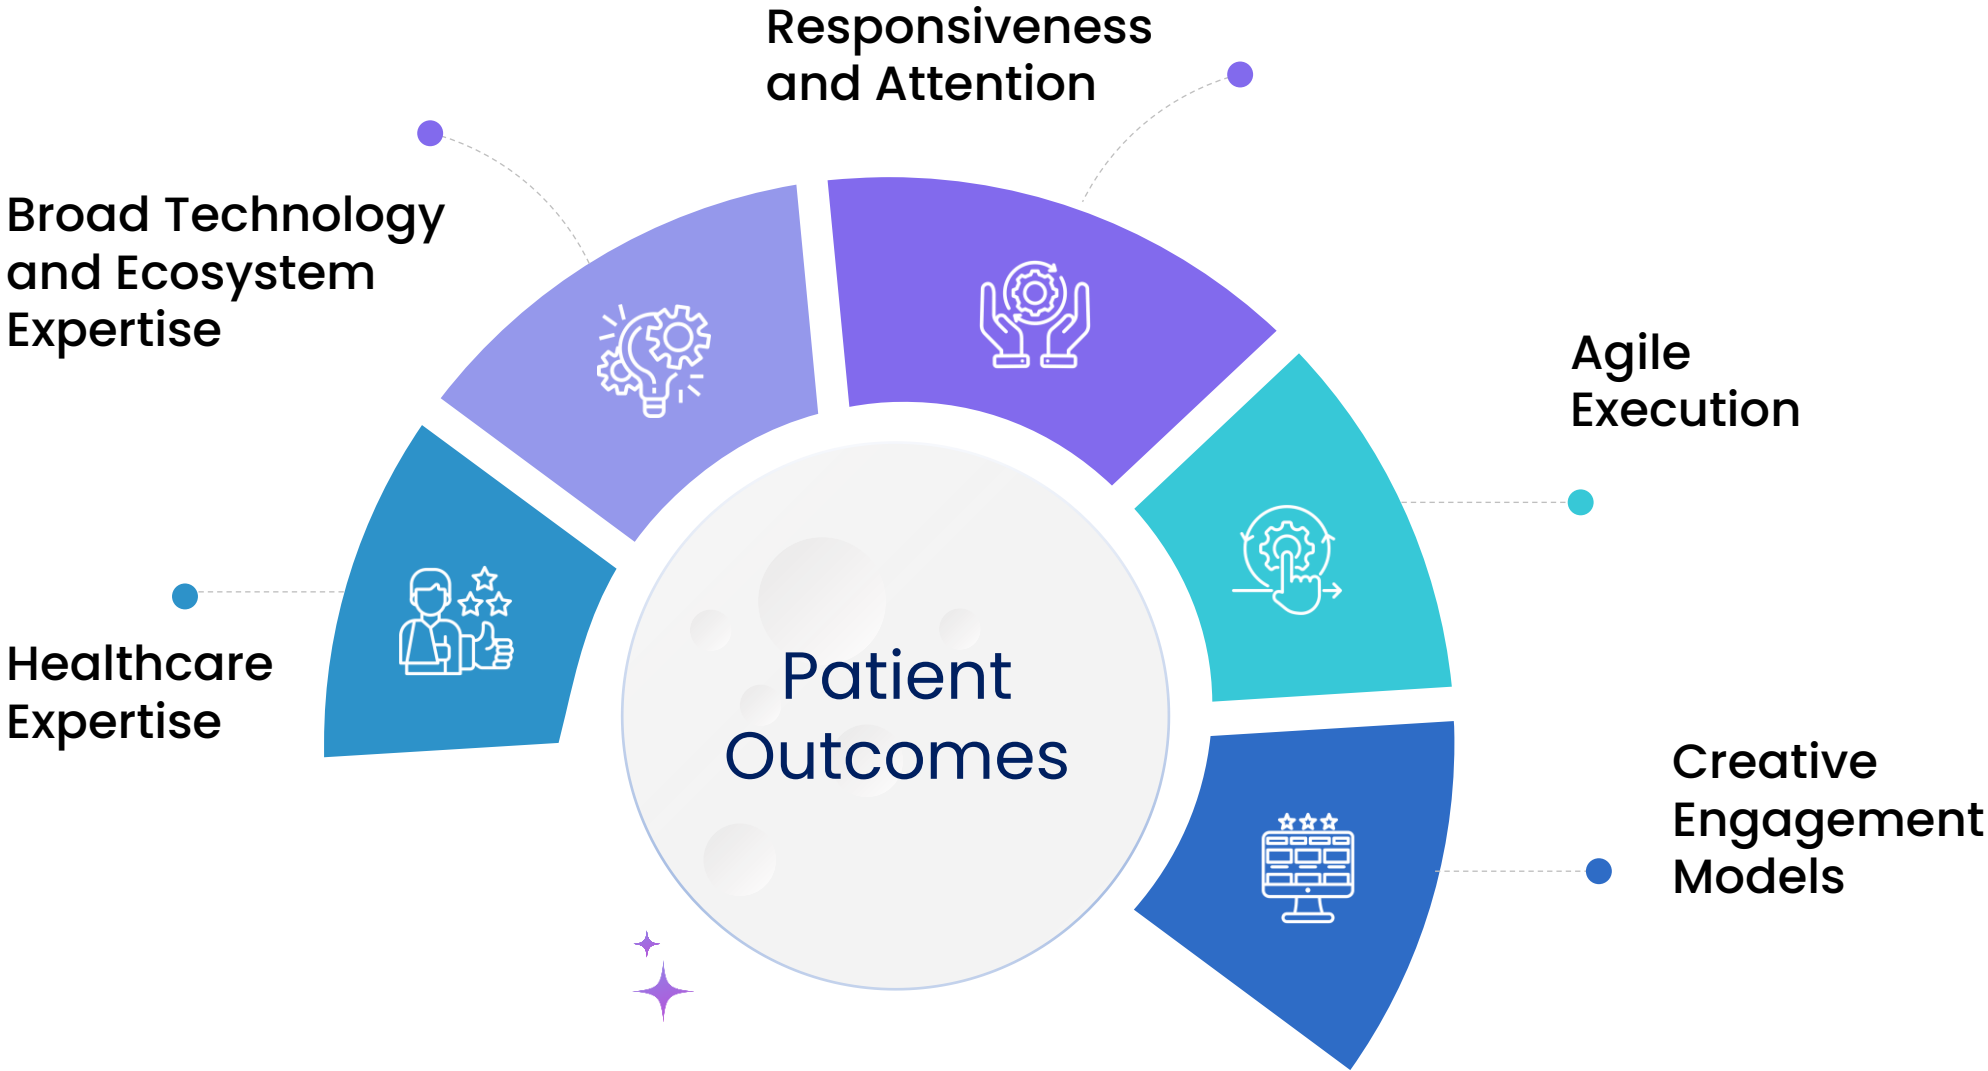 Responsiveness
and Attention
Broad Technology
and Ecosystem
Expertise
Agile
Execution
Healthcare
Expertise
Patient
Outcomes
Creative
Engagement
Models